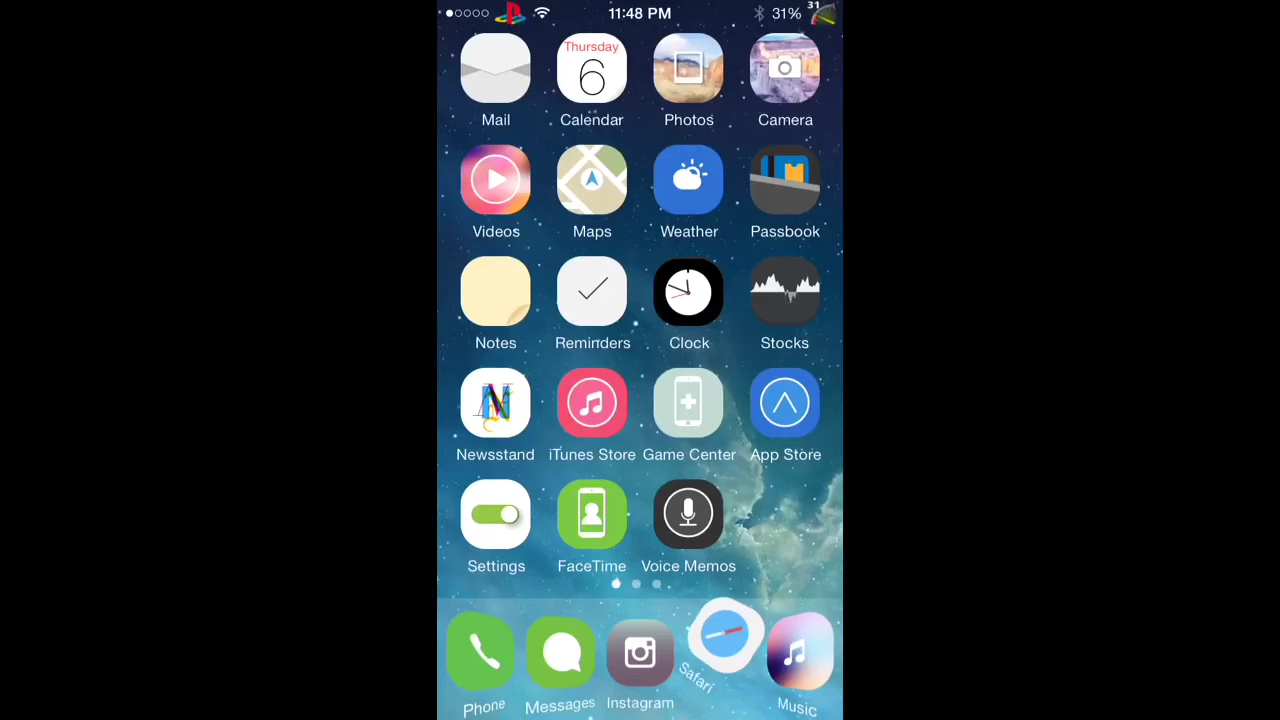 11:48 PM 31% 31
Thursday
6
Mail Calendar Photos Camera
Videos Maps Weather Passbook
Notes Reminders Clock Stocks
N
Newsstand iTunes Store Game Center App Store
Settings FaceTime Voice Memos
Phone Messages Instagram Safari Music